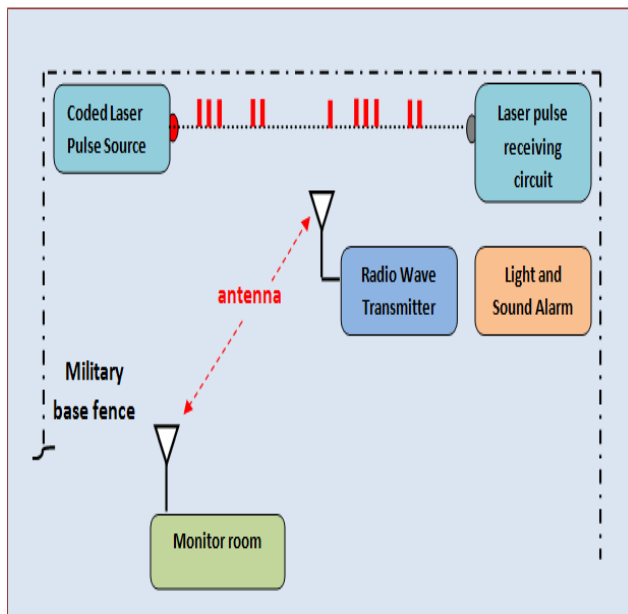 Coded Laser
Pulse Source
Laser pulse
receiving
circuit
antenna
Radio Wave
Transmitter
Light and
Sound Alarm
Military
base fence
Monitor room